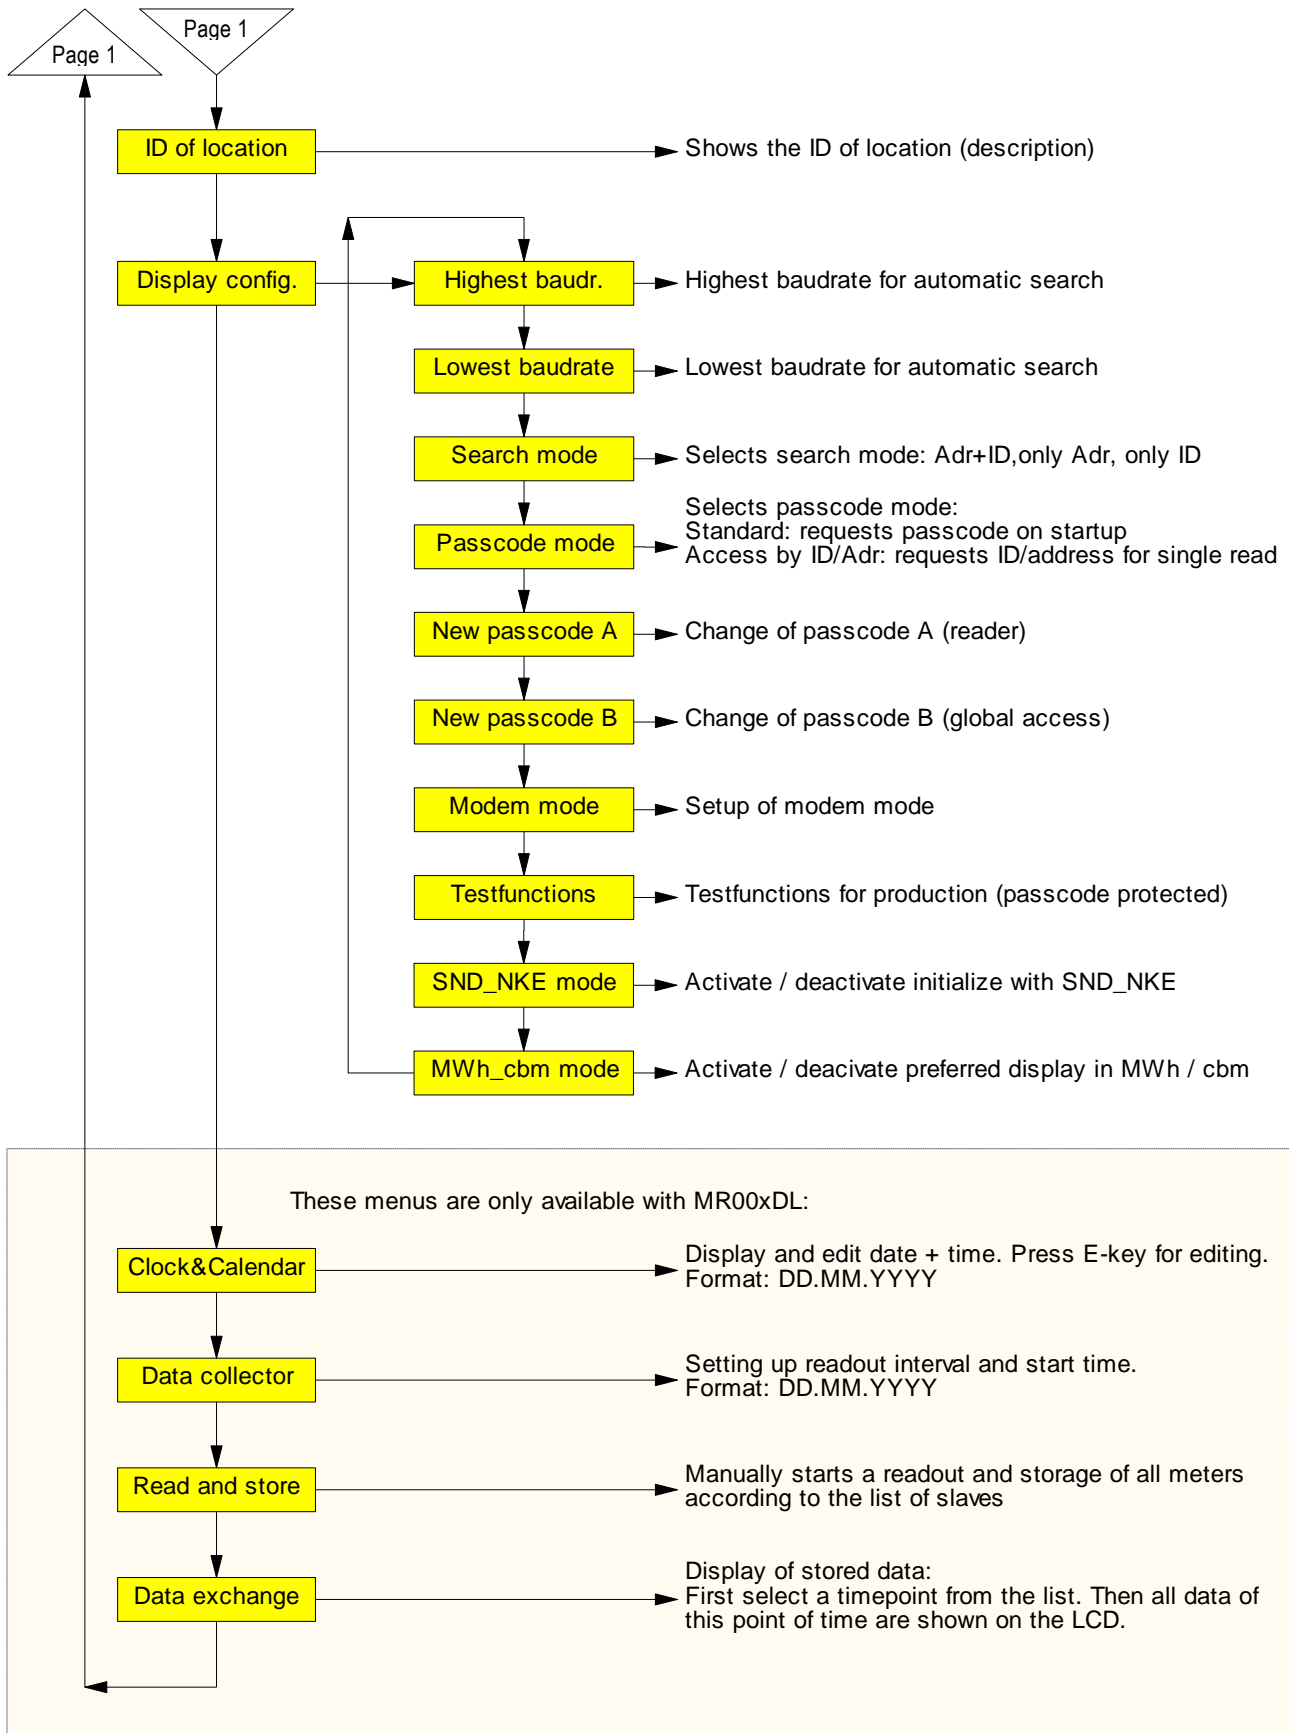 Page 1
Page 1
ID of location
Shows the ID of location (description)
Display config.
Highest baudr.
Highest baudrate for automatic search
Lowest baudrate
Lowest baudrate for automatic search
Search mode
Selects search mode: Adr+ID,only Adr, only ID
Passcode mode
Selects passcode mode:
Standard: requests passcode on startup
Access by ID/Adr: requests ID/address for single read
New passcode A
Change of passcode A (reader)
New passcode B
Change of passcode B (global access)
Modem mode
Setup of modem mode
Testfunctions
Testfunctions for production (passcode protected)
SND_NKE mode
Activate / deactivate initialize with SND_NKE
MWh_cbm mode
Activate / deacivate preferred display in MWh / cbm
These menus are only available with MR00xDL:
Clock&Calendar
Display and edit date + time. Press E-key for editing.
Format: DD.MM.YYYY
Data collector
Setting up readout interval and start time.
Format: DD.MM.YYYY
Read and store
Manually starts a readout and storage of all meters
according to the list of slaves
Data exchange
Display of stored data:
First select a timepoint from the list. Then all data of
this point of time are shown on the LCD.